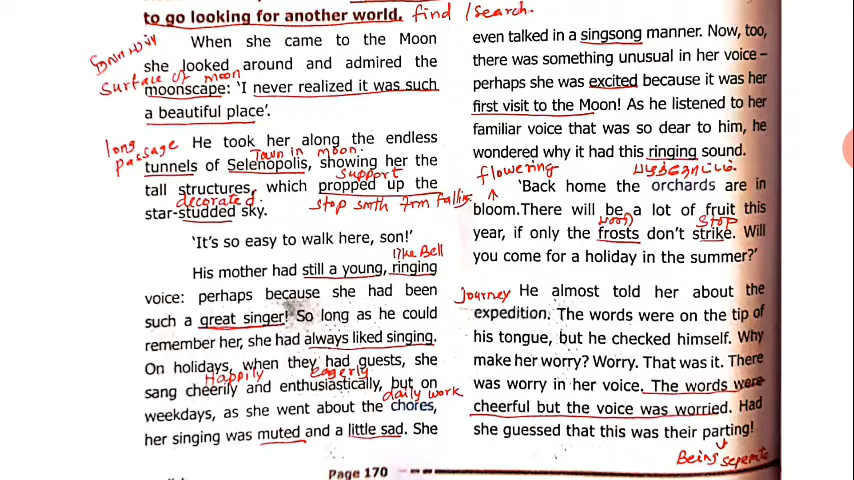 to go looking for another world. find / search.
When she came to the Moon
she looked around and admired the
surface of moon
moonscape: 'I never realized it was such
a beautiful place'.
long
passage
He took her along the endless
Town in moon.
tunnels of Selenopolis, showing her the
support
tall structures, which propped up the
decorated.
stop smth frm falling
star-studded sky.
'It's so easy to walk here, son!'
like Bell
His mother had still a young, ringing
voice: perhaps because she had been
such a great singer! So long as he could
remember her, she had always liked singing.
On holidays, when they had guests, she
Happily eagerly
sang cheerily and enthusiastically, but on
daily work
weekdays, as she went about the chores,
her singing was muted and a little sad. She
even talked in a singsong manner. Now, too,
there was something unusual in her voice –
perhaps she was excited because it was her
first visit to the Moon! As he listened to her
familiar voice that was so dear to him, he
wondered why it had this ringing sound.
flowering
'Back home the orchards are in
bloom. There will be a lot of fruit this
stop
year, if only the frosts don't strike. Will
you come for a holiday in the summer?'
journey
He almost told her about the
expedition. The words were on the tip of
his tongue, but he checked himself. Why
make her worry? Worry. That was it. There
was worry in her voice. The words were
cheerful but the voice was worried. Had
she guessed that this was their parting!
Being seperate
Page 170